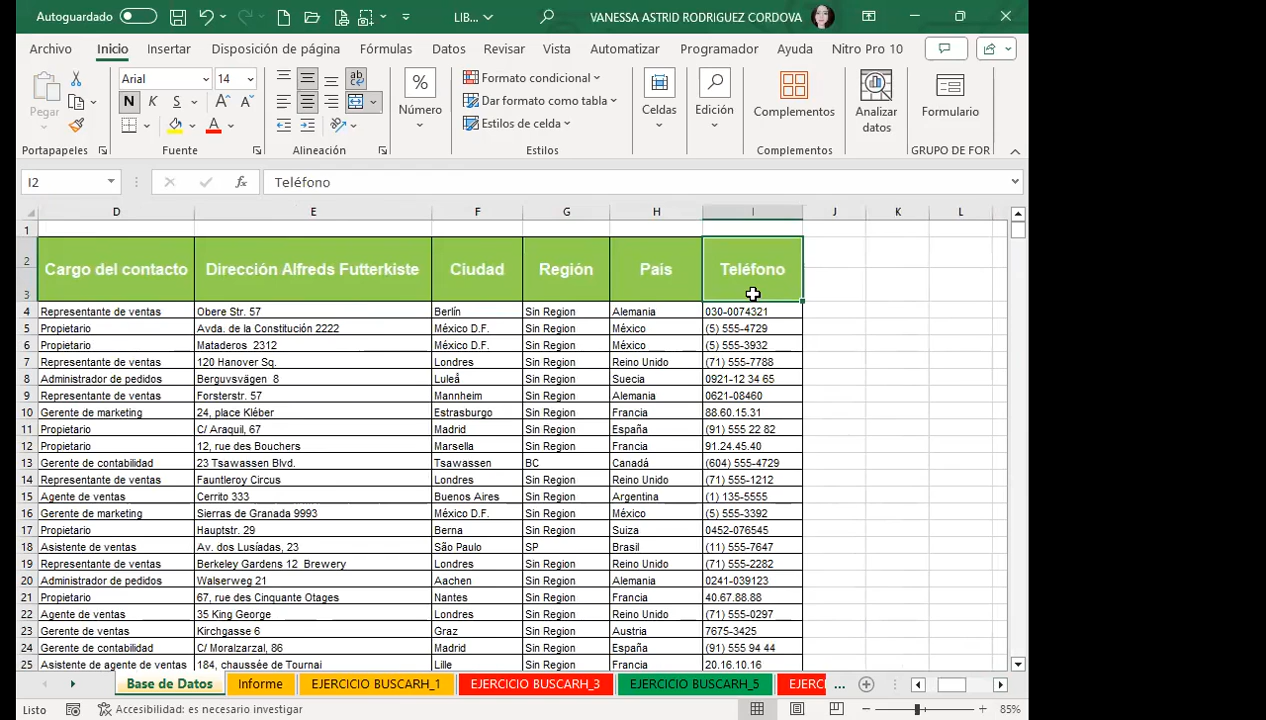 Autoguardado LIB... VANESSA ASTRID RODRIGUEZ CORDOVA
Archivo Inicio Insertar Disposición de página Fórmulas Datos Revisar Vista Automatizar Programador Ayuda Nitro Pro 10
Pegar Arial 14 Número Formato condicional Dar formato como tabla Estilos de celda Celdas Edición Complementos Analizar datos Formulario
N K S
Portapapeles Fuente Alineación Estilos Complementos GRUPO DE FOR
I2 fx Teléfono
D E F G H I J K L
1
2 3 Cargo del contacto Dirección Alfreds Futterkiste Ciudad Región País Teléfono
4 Representante de ventas Obere Str. 57 Berlín Sin Region Alemania 030-0074321
5 Propietario Avda. de la Constitución 2222 México D.F. Sin Region México (5) 555-4729
6 Propietario Mataderos 2312 México D.F. Sin Region México (5) 555-3932
7 Representante de ventas 120 Hanover Sq. Londres Sin Region Reino Unido (71) 555-7788
8 Administrador de pedidos Berguvsvägen 8 Luleå Sin Region Suecia 0921-12 34 65
9 Representante de ventas Forsterstr. 57 Mannheim Sin Region Alemania 0621-08460
10 Gerente de marketing 24, place Kléber Estrasburgo Sin Region Francia 88.60.15.31
11 Propietario C/ Araquil, 67 Madrid Sin Region España (91) 555 22 82
12 Propietario 12, rue des Bouchers Marsella Sin Region Francia 91.24.45.40
13 Gerente de contabilidad 23 Tsawassen Blvd. Tsawassen BC Canadá (604) 555-4729
14 Representante de ventas Fauntleroy Circus Londres Sin Region Reino Unido (71) 555-1212
15 Agente de ventas Cerrito 333 Buenos Aires Sin Region Argentina (1) 135-5555
16 Gerente de marketing Sierras de Granada 9993 México D.F. Sin Region México (5) 555-3392
17 Propietario Hauptstr. 29 Berna Sin Region Suiza 0452-076545
18 Asistente de ventas Av. dos Lusíadas, 23 São Paulo SP Brasil (11) 555-7647
19 Representante de ventas Berkeley Gardens 12 Brewery Londres Sin Region Reino Unido (71) 555-2282
20 Administrador de pedidos Walserweg 21 Aachen Sin Region Alemania 0241-039123
21 Propietario 67, rue des Cinquante Otages Nantes Sin Region Francia 40.67.88.88
22 Agente de ventas 35 King George Londres Sin Region Reino Unido (71) 555-0297
23 Gerente de ventas Kirchgasse 6 Graz Sin Region Austria 7675-3425
24 Gerente de contabilidad C/ Moralzarzal, 86 Madrid Sin Region España (91) 555 94 44
25 Asistente de agente de ventas 184, chaussée de Tournai Lille Sin Region Francia 20.16.10.16
Base de Datos Informe EJERCICIO BUSCARH_1 EJERCICIO BUSCARH_3 EJERCICIO BUSCARH_5 EJERCI ...
Listo Accesibilidad: es necesario investigar 85%